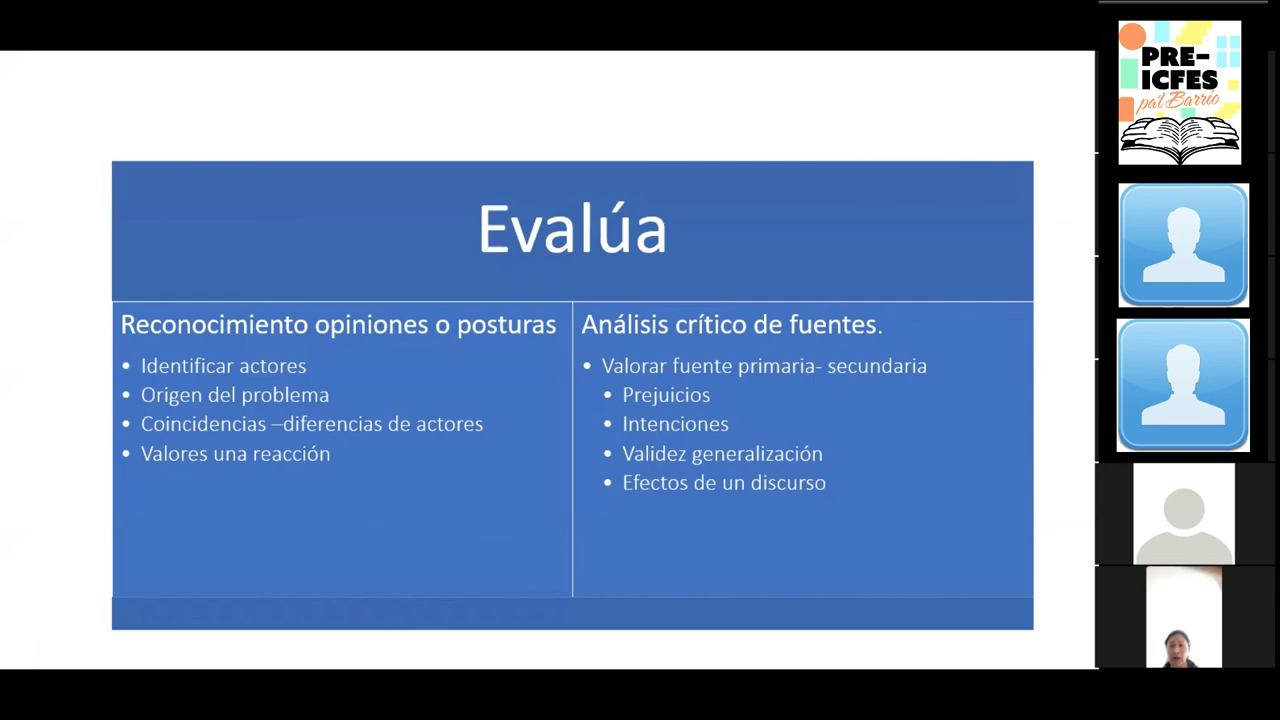 Evalúa
Reconocimiento opiniones o posturas
• Identificar actores
• Origen del problema
• Coincidencias –diferencias de actores
• Valores una reacción
Análisis crítico de fuentes.
• Valorar fuente primaria- secundaria
• Prejuicios
• Intenciones
• Validez generalización
• Efectos de un discurso
PRE-
ICFES
pa'l Barrio